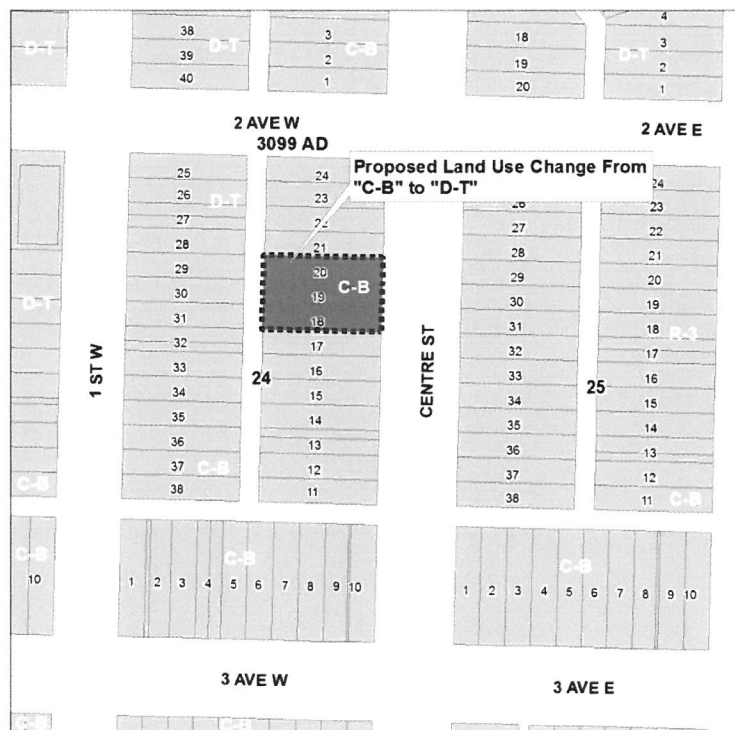 38
39
40
D-T
D-T
3
2
1
C-B
18
19
20
4
3
2
1
D-T
2 AVE W
2 AVE E
3099 AD
Proposed Land Use Change From
"C-B" to "D-T"
25
26
27
28
29
30
31
32
33
34
35
36
37
38
D-T
C-B
24
23
22
21
20
19
18
17
16
15
14
13
12
11
C-B
26
27
28
29
30
31
32
33
34
35
36
37
38
24
23
22
21
20
19
18
17
16
15
14
13
12
11
R-3
C-B
D-T
C-B
1 ST W
24
CENTRE ST
25
C-B
10
1 2 3 4 5 6 7 8 9 10
C-B
1 2 3 4 5 6 7 8 9 10
C-B
3 AVE W
3 AVE E
C-B
C-B